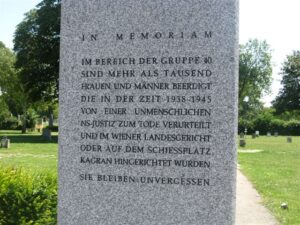 IN MEMORIAM
IM BEREICH DER GRUPPE 40
SIND MEHR ALS TAUSEND
FRAUEN UND MÄNNER BEERDIGT
DIE IN DER ZEIT 1938-1945
VON EINER UNMENSCHLICHEN
NS-JUSTIZ ZUM TODE VERURTEILT
UND IM WIENER LANDESGERICHT
ODER AUF DEM SCHIESSPLATZ
KAGRAN HINGERICHTET WURDEN
SIE BLEIBEN UNVERGESSEN